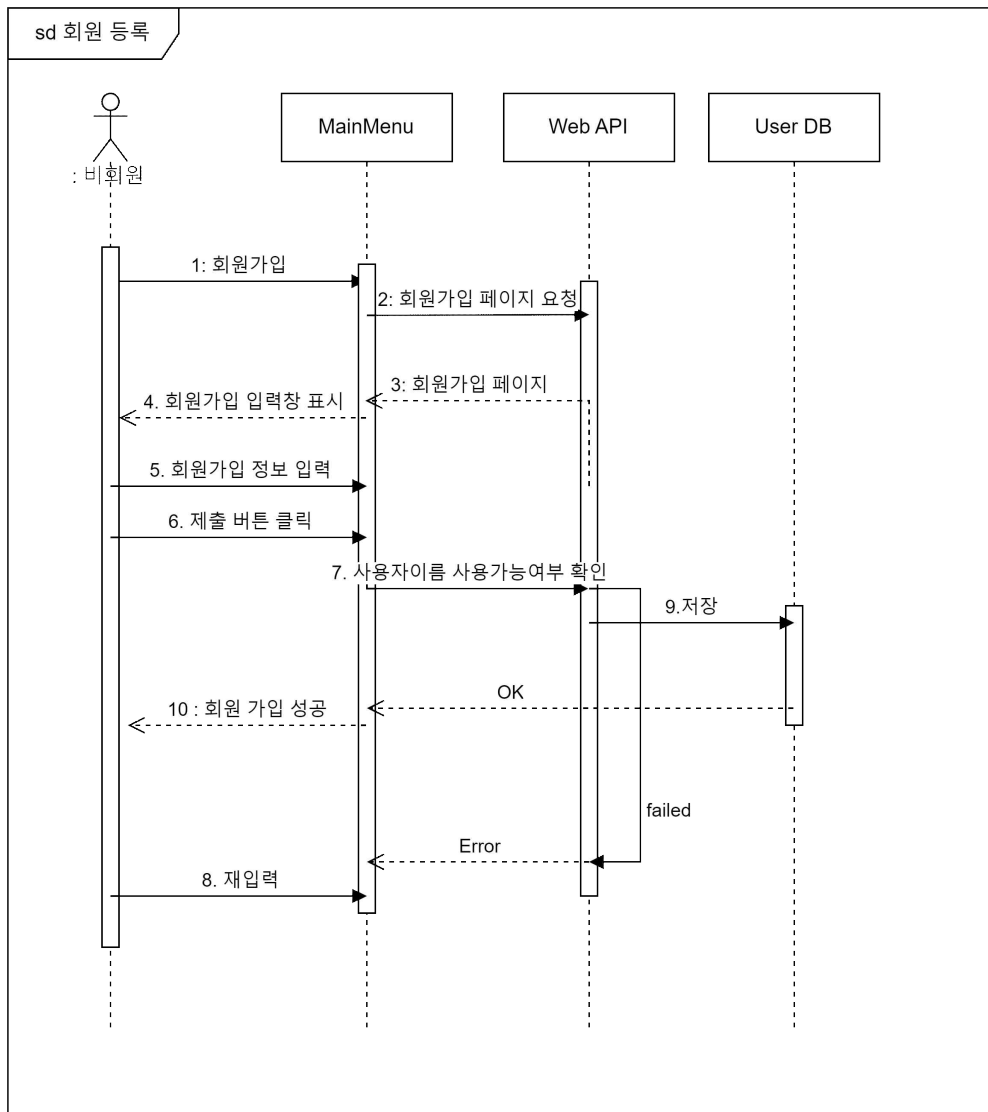 sd 회원 등록
: 비회원
MainMenu
Web API
User DB
1: 회원가입
2: 회원가입 페이지 요청
3: 회원가입 페이지
4. 회원가입 입력창 표시
5. 회원가입 정보 입력
6. 제출 버튼 클릭
7. 사용자이름 사용가능여부 확인
9.저장
OK
10 : 회원 가입 성공
failed
Error
8. 재입력